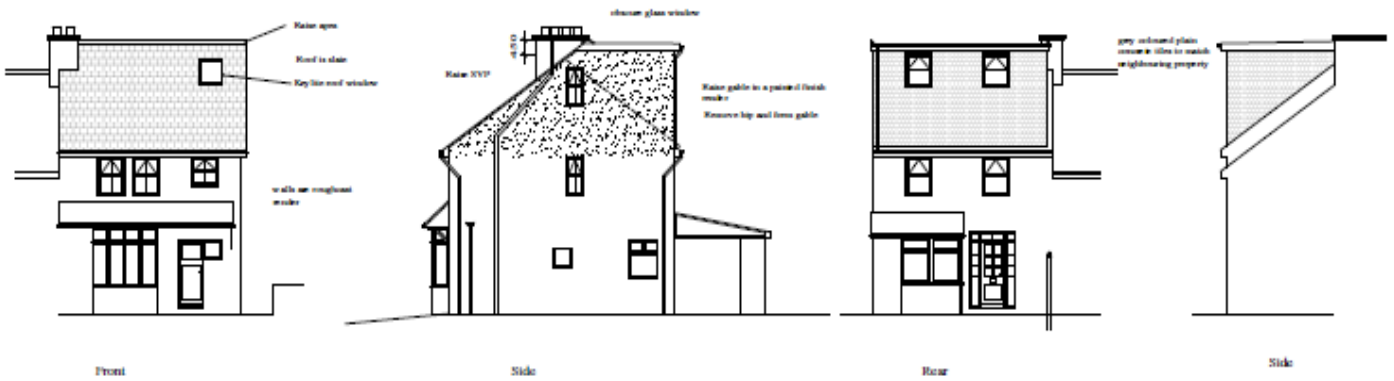 Raise apex
Roof is slate
Keylite roof window
walls are roughcast
render
Front
obscure glass window
450
Raise SVP
Raise gable in a painted finish
render
Remove hip and form gable
Side
Rear
grey coloured plain
concrete tiles to match
neighbouring property
Side